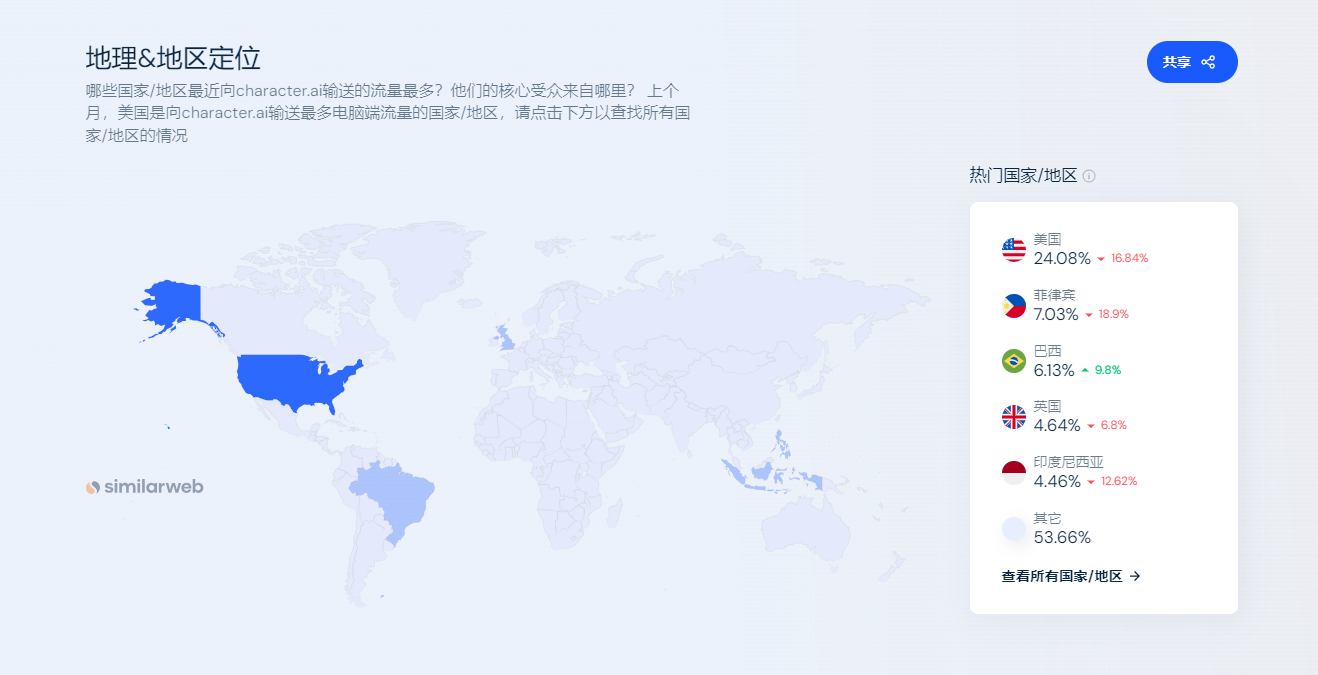 地理&地区定位
共享
哪些国家/地区最近向character.ai输送的流量最多？他们的核心受众来自哪里？ 上个
月，美国是向character.ai输送最多电脑端流量的国家/地区，请点击下方以查找所有国
家/地区的情况
热门国家/地区
美国
24.08% 16.84%
菲律宾
7.03% 18.9%
巴西
6.13% 9.8%
英国
4.64% 6.8%
印度尼西亚
4.46% 12.62%
其它
53.66%
查看所有国家/地区 →
similarweb